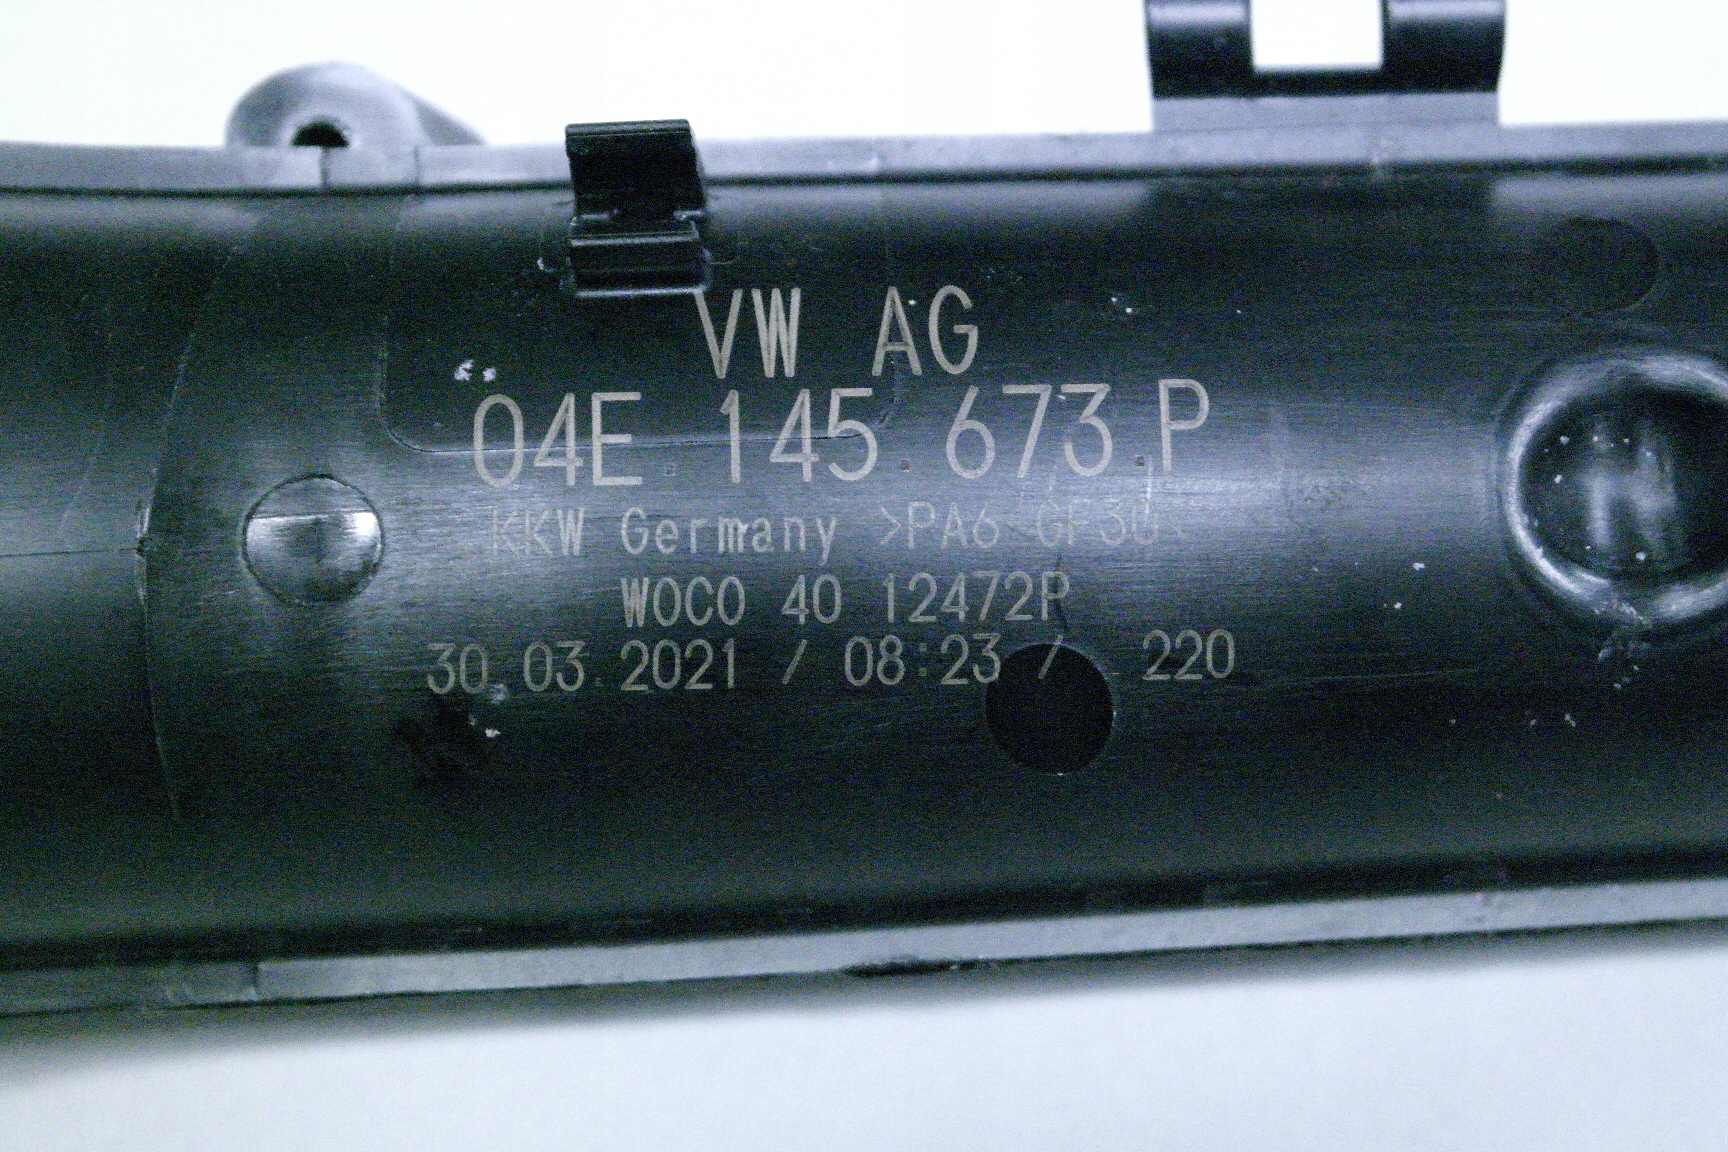 VW AG
04E.145.673.P
KKW Germany >PA6 GF30<
WOCO 40 12472P
30.03.2021 / 08:23 / 220